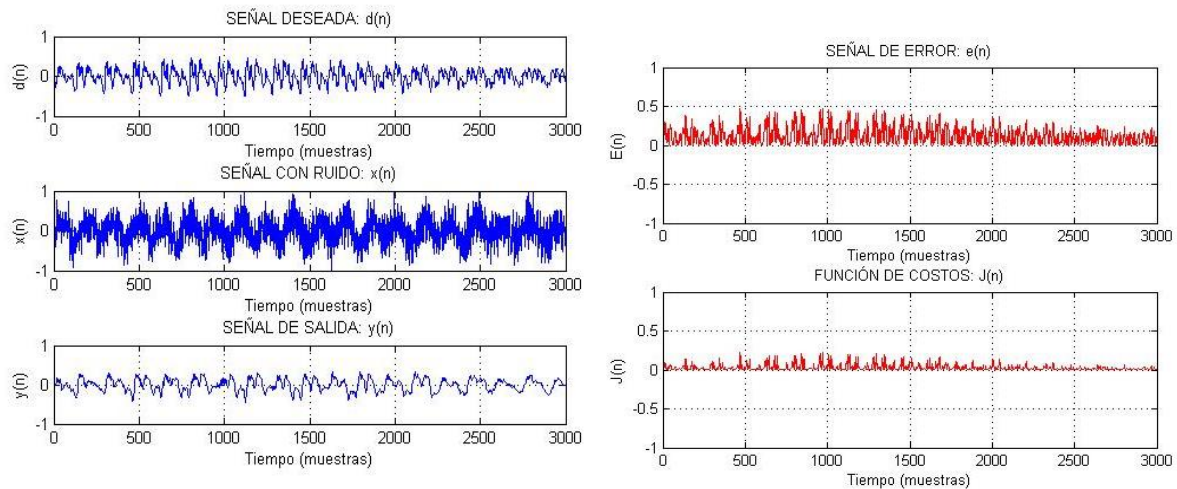 SEÑAL DESEADA: d(n)
1
0
-1
d(n)
0 500 1000 1500 2000 2500 3000
Tiempo (muestras)
SEÑAL CON RUIDO: x(n)
1
0
-1
x(n)
0 500 1000 1500 2000 2500 3000
Tiempo (muestras)
SEÑAL DE SALIDA: y(n)
1
0
-1
y(n)
0 500 1000 1500 2000 2500 3000
Tiempo (muestras)
SEÑAL DE ERROR: e(n)
1
0.5
0
-0.5
-1
E(n)
0 500 1000 1500 2000 2500 3000
Tiempo (muestras)
FUNCIÓN DE COSTOS: J(n)
1
0.5
0
-0.5
-1
J(n)
0 500 1000 1500 2000 2500 3000
Tiempo (muestras)